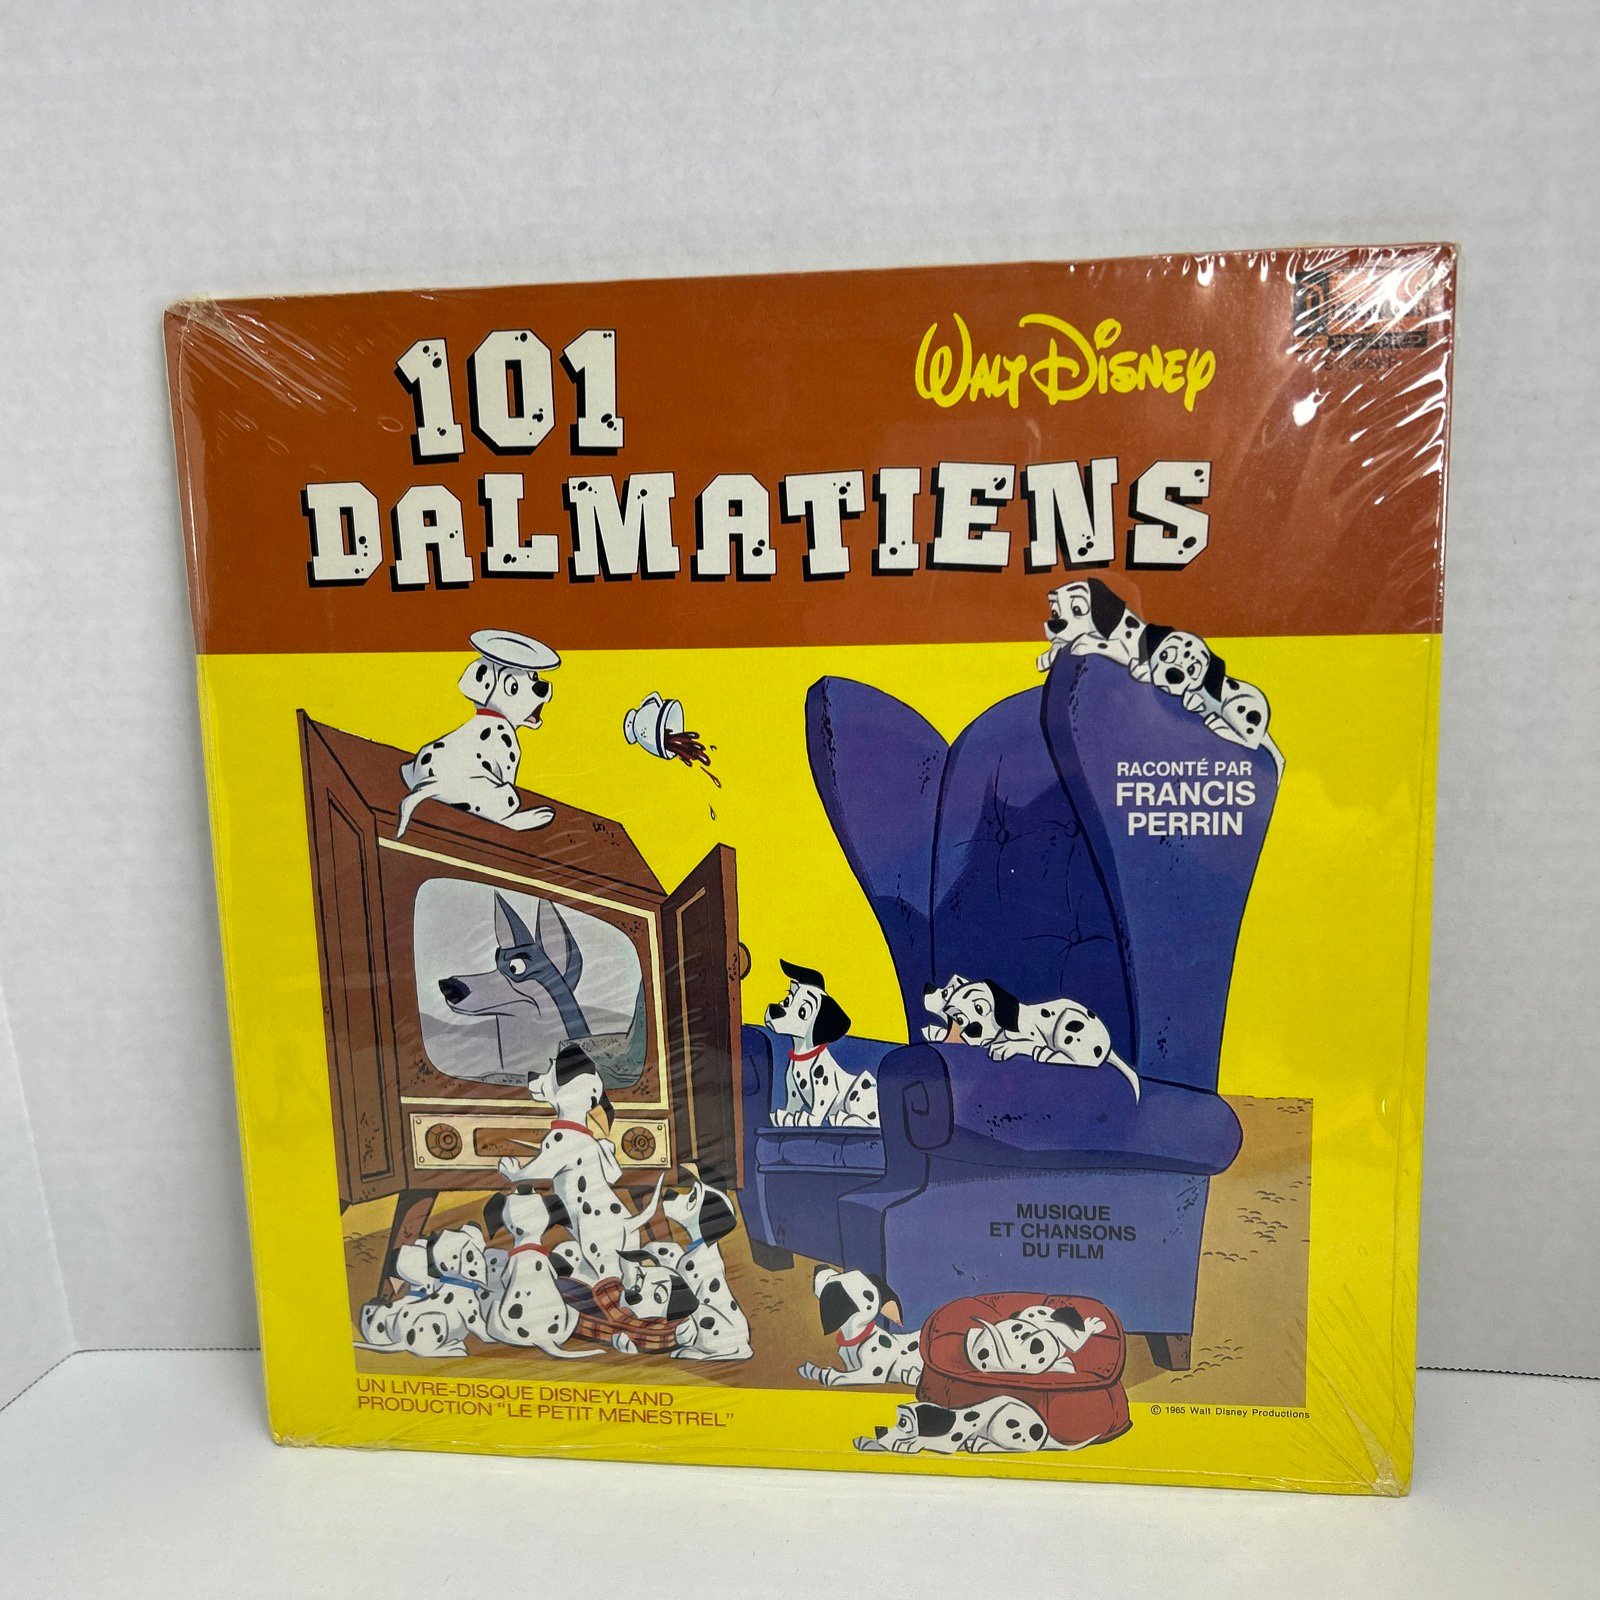 101
WALT DISNEY
DALMATIENS
RACONTÉ PAR
FRANCIS
PERRIN
MUSIQUE
ET CHANSONS
DU FILM
UN LIVRE-DISQUE DISNEYLAND
PRODUCTION "LE PETIT MENESTREL"
© 1965 Walt Disney Productions